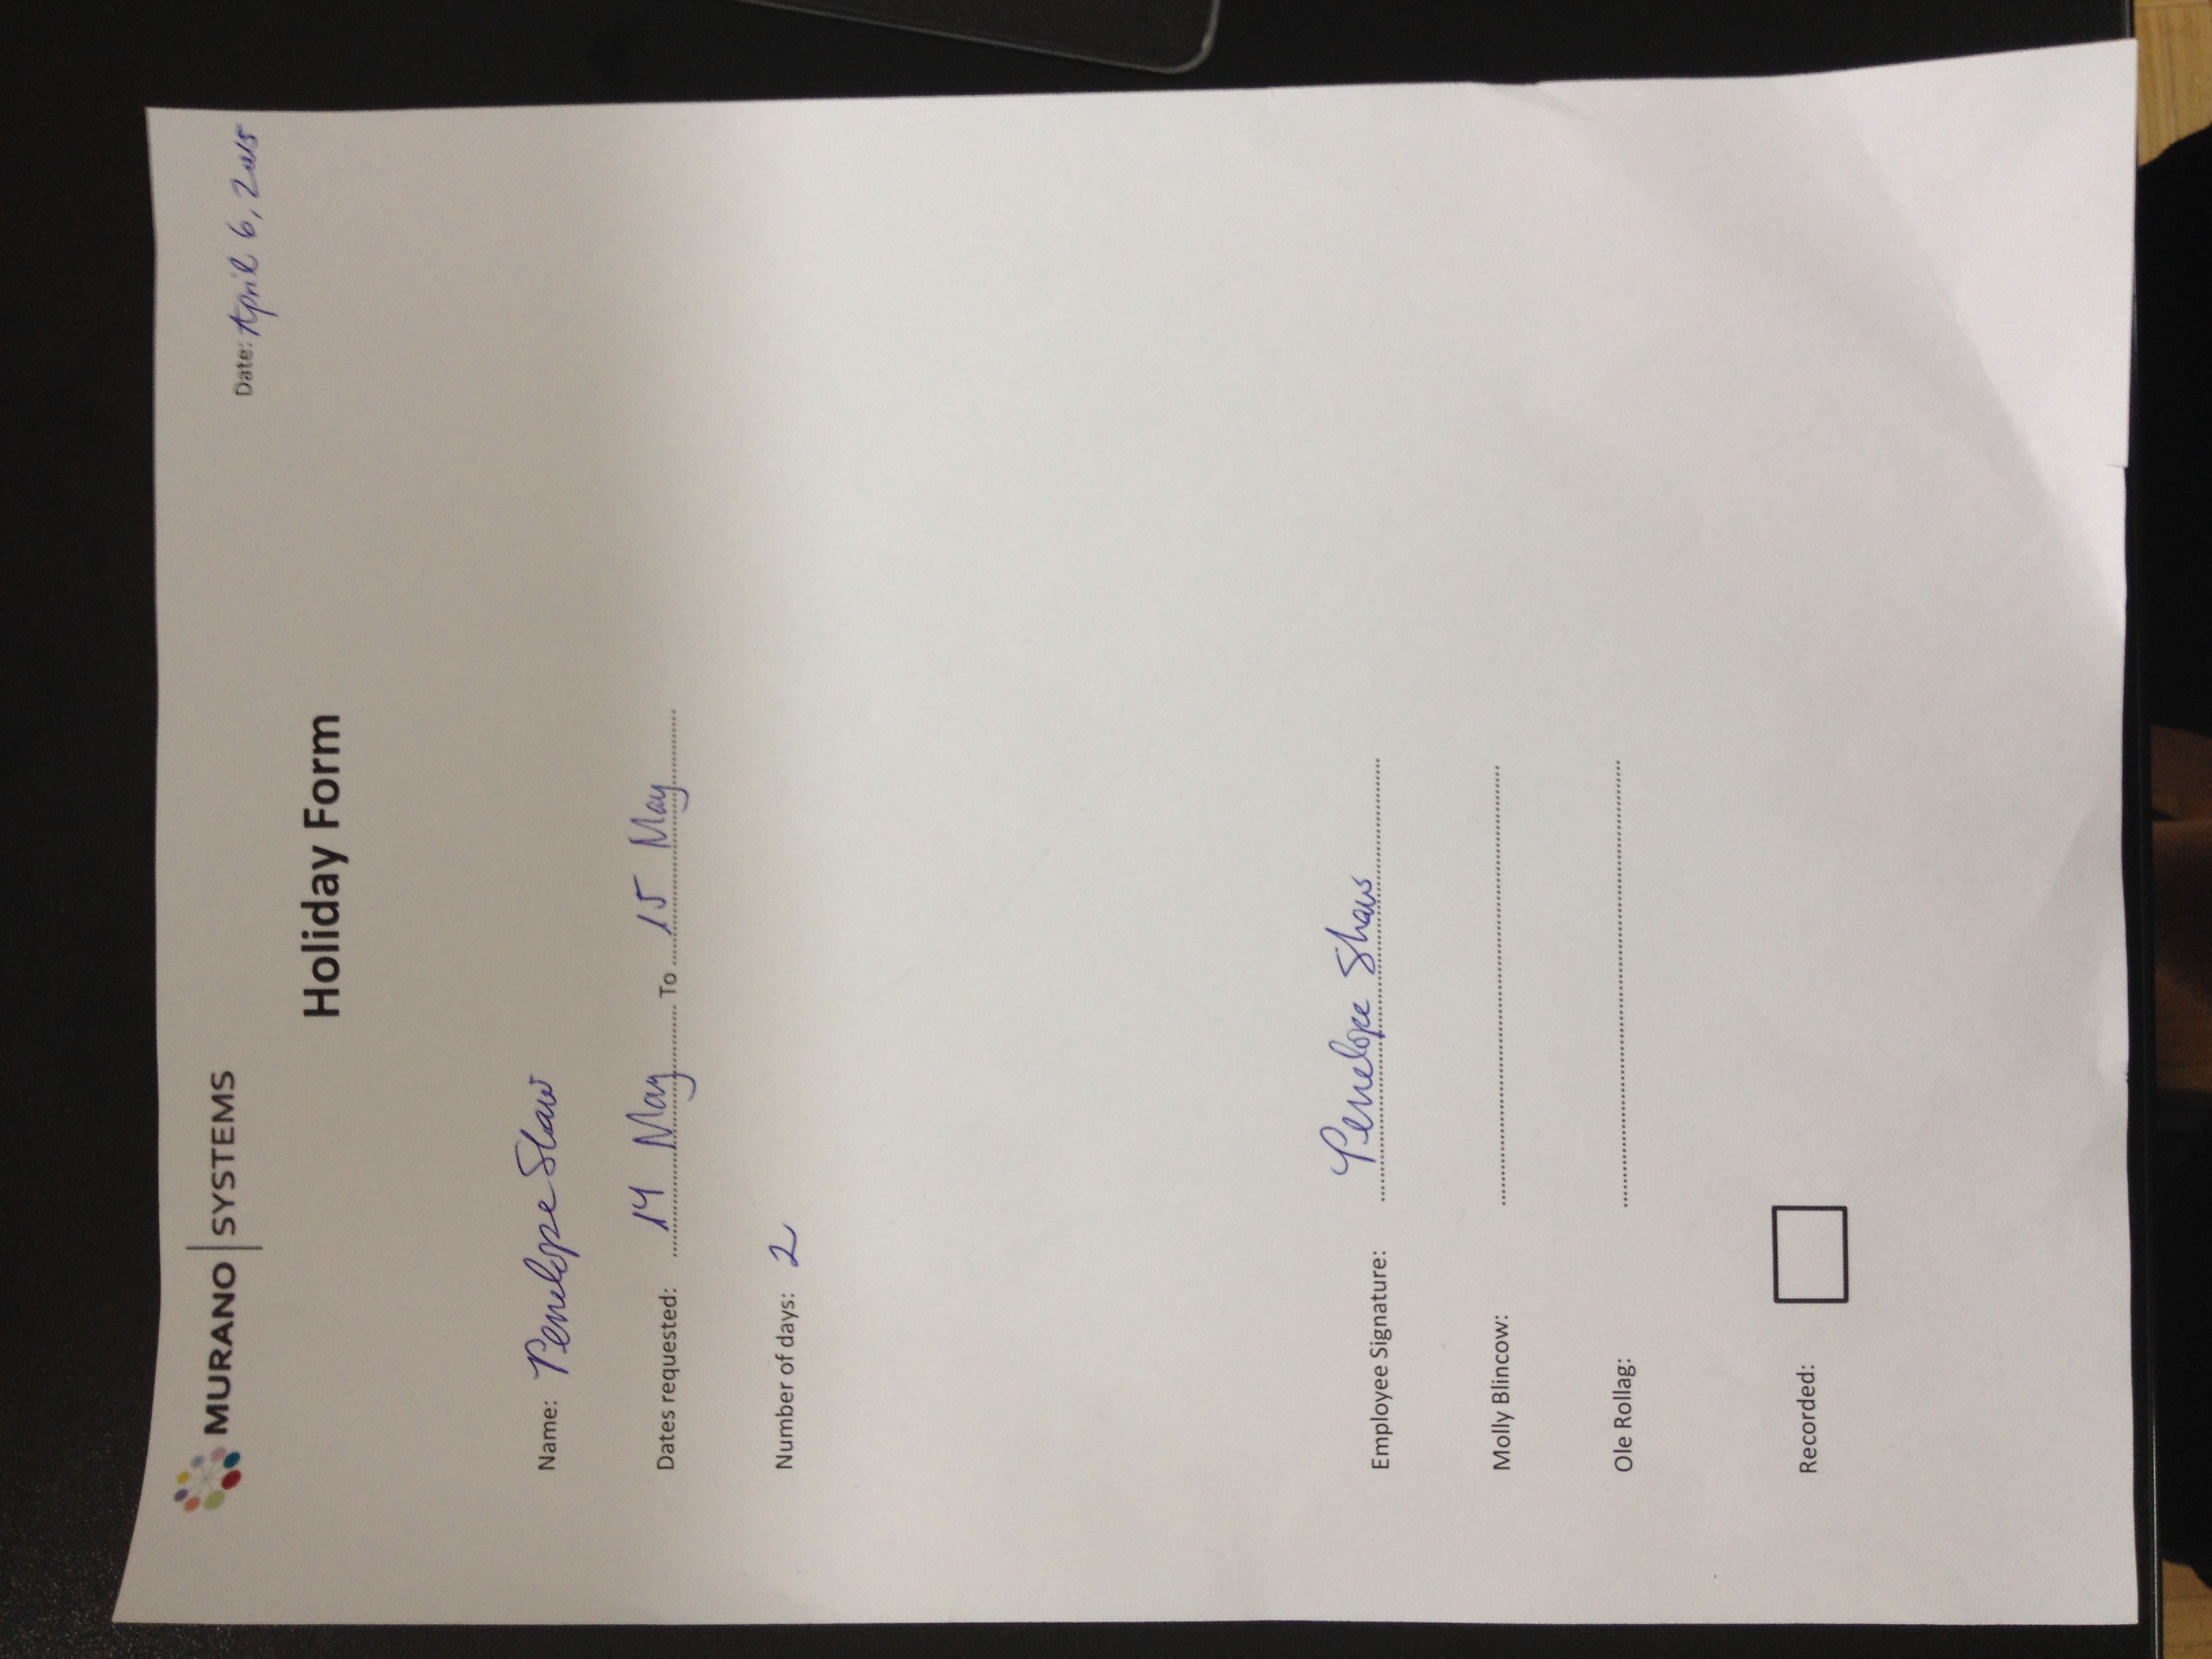 MURANO | SYSTEMS
Date: April 6, 2015
Holiday Form
Name: Penelope Shaw
Dates requested: 14 May To 15 May
Number of days: 2
Employee Signature: Penelope Shaw
Molly Blincow:
Ole Rollag:
Recorded: